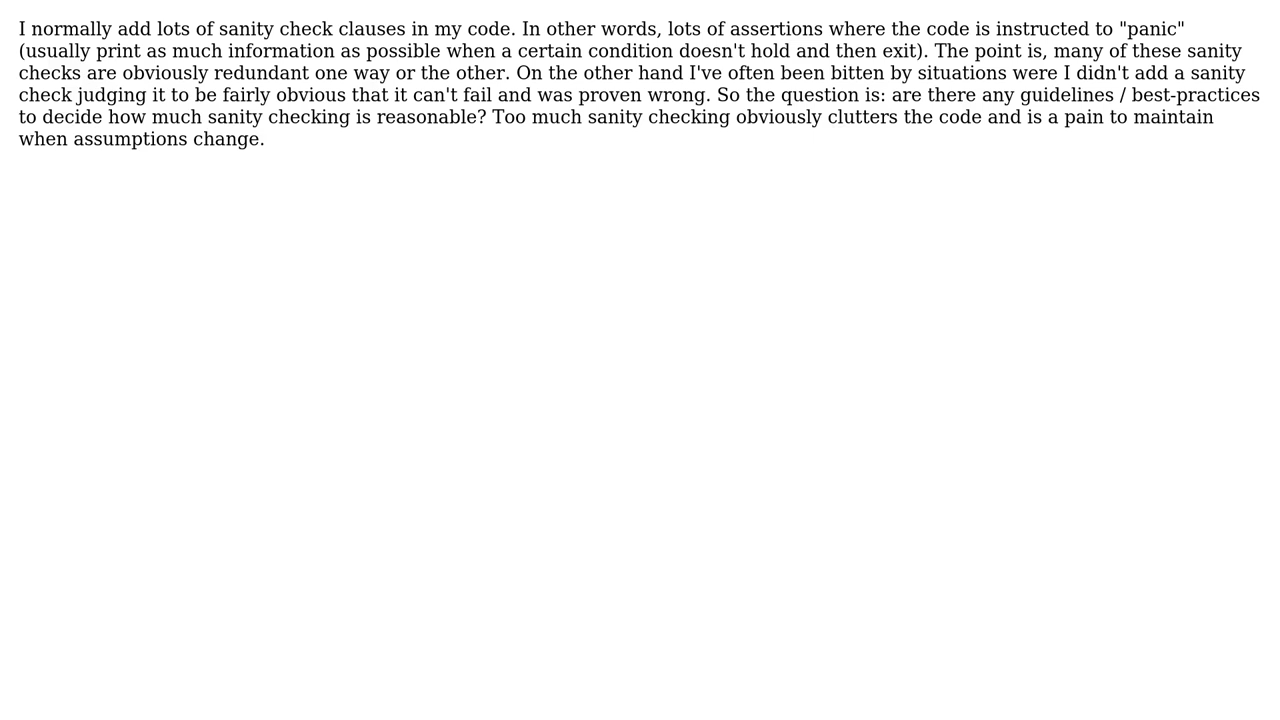 I normally add lots of sanity check clauses in my code. In other words, lots of assertions where the code is instructed to "panic"
(usually print as much information as possible when a certain condition doesn't hold and then exit). The point is, many of these sanity
checks are obviously redundant one way or the other. On the other hand I've often been bitten by situations were I didn't add a sanity
check judging it to be fairly obvious that it can't fail and was proven wrong. So the question is: are there any guidelines / best-practices
to decide how much sanity checking is reasonable? Too much sanity checking obviously clutters the code and is a pain to maintain
when assumptions change.